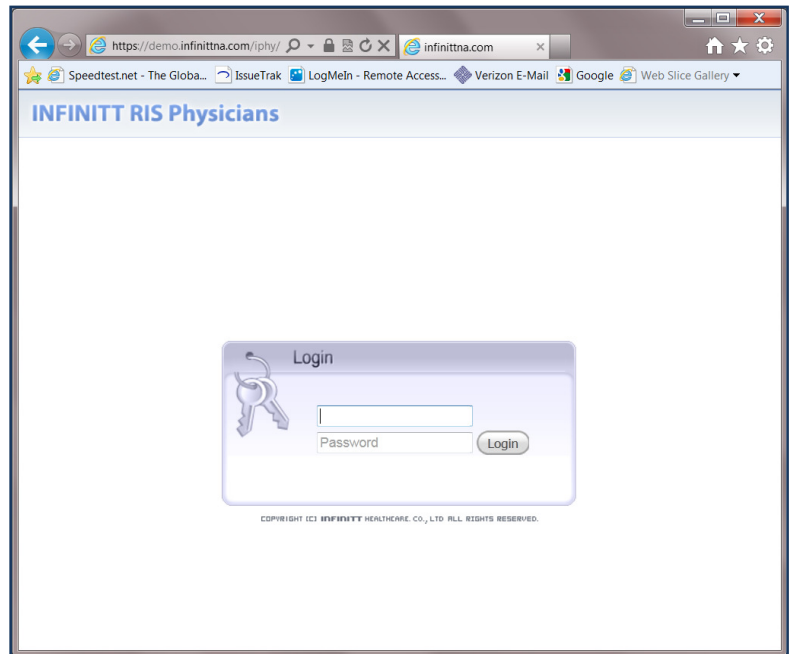 https://demo.infinittna.com/iphy/
infinittna.com
Speedtest.net - The Globa... IssueTrak LogMeIn - Remote Access... Verizon E-Mail Google Web Slice Gallery
INFINITT RIS Physicians
Login
Password Login
COPYRIGHT (C) INFINITT HEALTHCARE. CO., LTD ALL RIGHTS RESERVED.